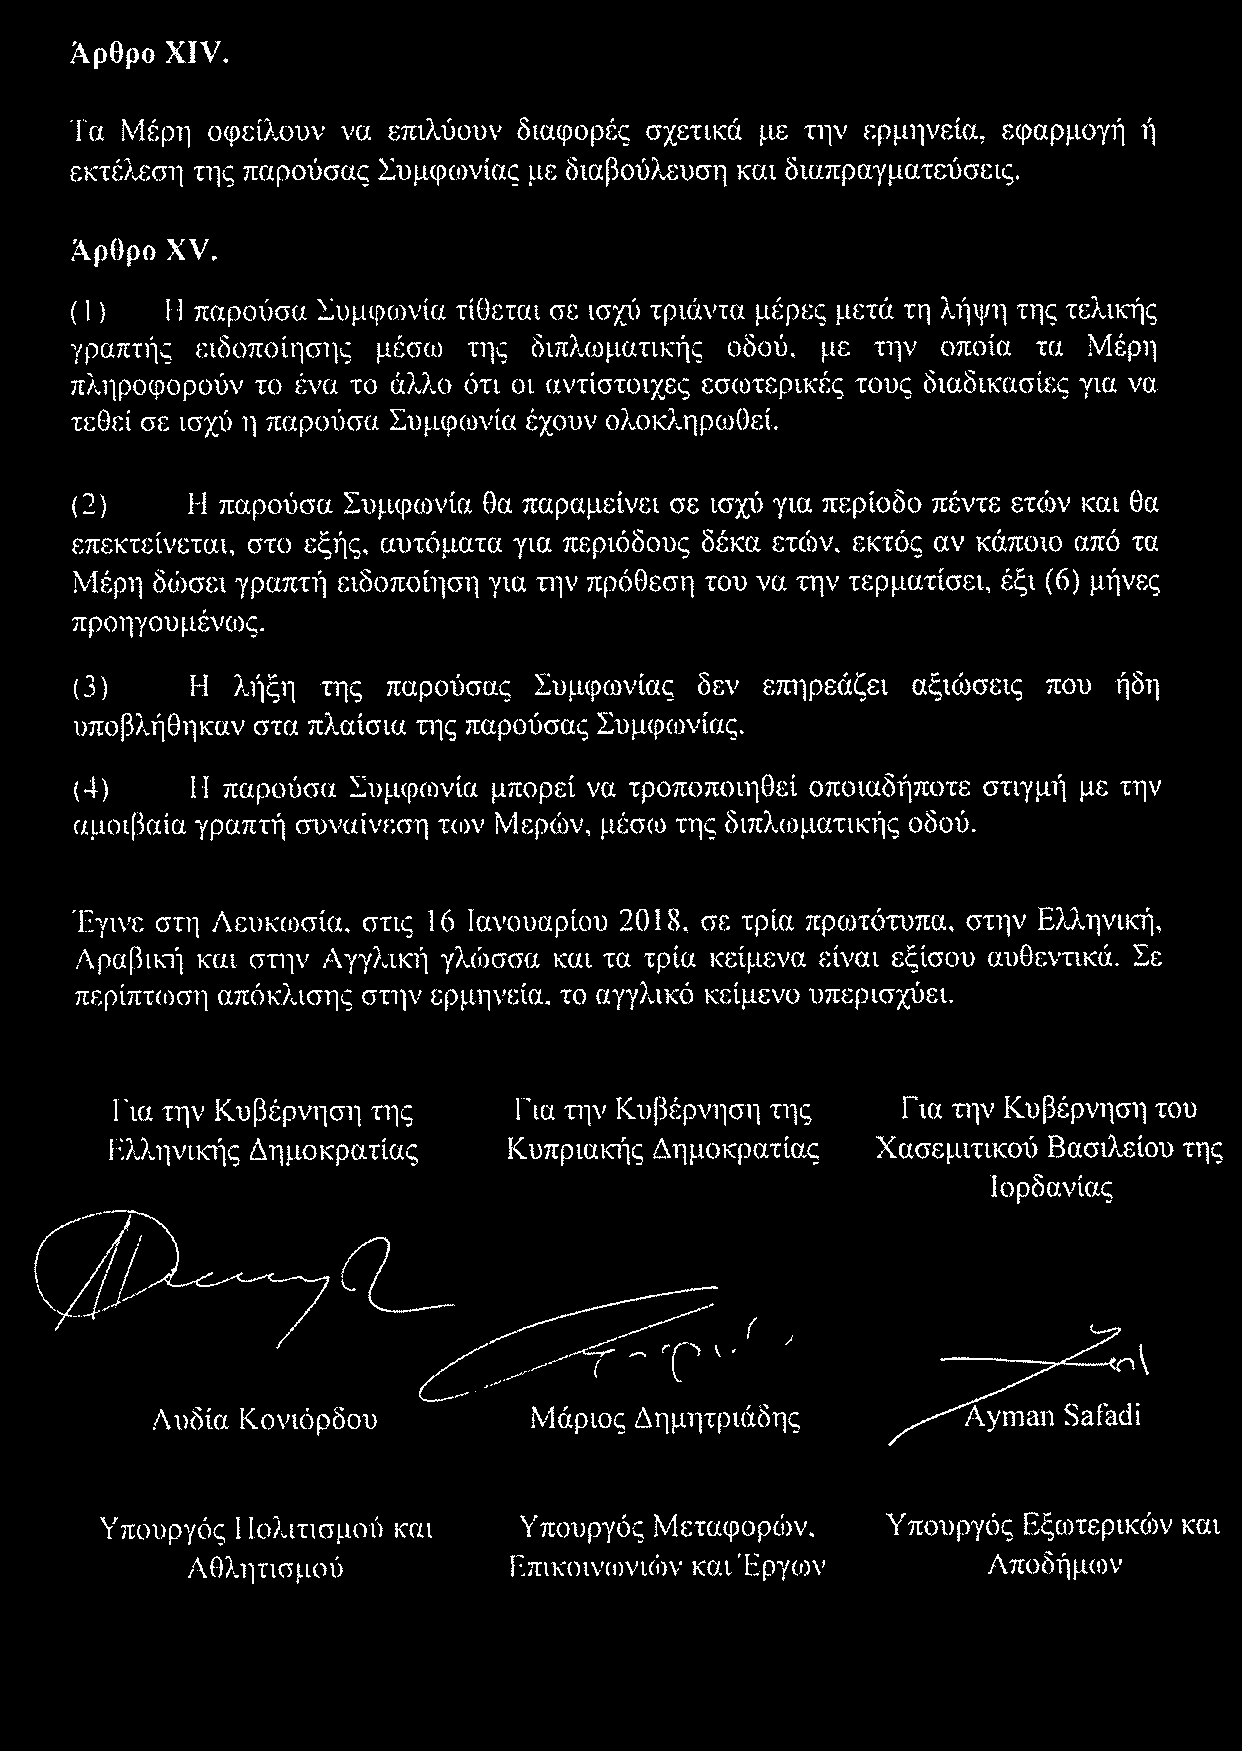 Άρθρο XIV.
Τα Μέρη οφείλουν να επιλύουν διαφορές σχετικά με την ερμηνεία, εφαρμογή ή
εκτέλεση της παρούσας Συμφωνίας με διαβούλευση και διαπραγματεύσεις.
Άρθρο XV.
(1) Η παρούσα Συμφωνία τίθεται σε ισχύ τριάντα μέρες μετά τη λήψη της τελικής
γραπτής ειδοποίησης μέσω της διπλωματικής οδού, με την οποία τα Μέρη
πληροφορούν το ένα το άλλο ότι οι αντίστοιχες εσωτερικές τους διαδικασίες για να
τεθεί σε ισχύ η παρούσα Συμφωνία έχουν ολοκληρωθεί.
(2) Η παρούσα Συμφωνία θα παραμείνει σε ισχύ για περίοδο πέντε ετών και θα
επεκτείνεται, στο εξής, αυτόματα για περιόδους δέκα ετών, εκτός αν κάποιο από τα
Μέρη δώσει γραπτή ειδοποίηση για την πρόθεση του να την τερματίσει, έξι (6) μήνες
προηγουμένως.
(3) Η λήξη της παρούσας Συμφωνίας δεν επηρεάζει αξιώσεις που ήδη
υποβλήθηκαν στα πλαίσια της παρούσας Συμφωνίας.
(4) Η παρούσα Συμφωνία μπορεί να τροποποιηθεί οποιαδήποτε στιγμή με την
αμοιβαία γραπτή συναίνεση των Μερών, μέσω της διπλωματικής οδού.
Έγινε στη Λευκωσία, στις 16 Ιανουαρίου 2018, σε τρία πρωτότυπα, στην Ελληνική,
Αραβική και στην Αγγλική γλώσσα και τα τρία κείμενα είναι εξίσου αυθεντικά. Σε
περίπτωση απόκλισης στην ερμηνεία, το αγγλικό κείμενο υπερισχύει.
Για την Κυβέρνηση της
Ελληνικής Δημοκρατίας
Για την Κυβέρνηση της
Κυπριακής Δημοκρατίας
Για την Κυβέρνηση του
Χασεμιτικού Βασιλείου της
Ιορδανίας
Λυδία Κονιόρδου
Μάριος Δημητριάδης
Ayman Safadi
Υπουργός Πολιτισμού και
Αθλητισμού
Υπουργός Μεταφορών,
Επικοινωνιών και Έργων
Υπουργός Εξωτερικών και
Αποδήμων